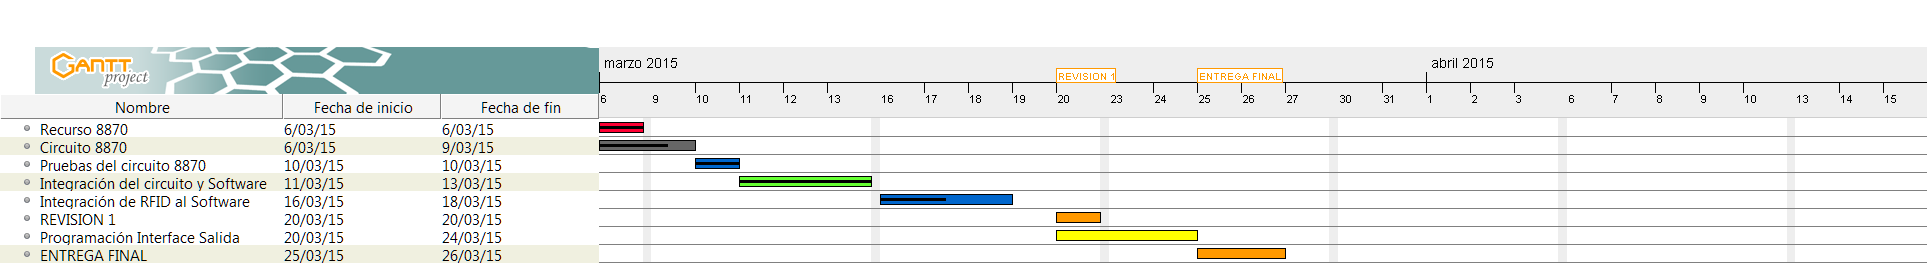 GANTT
project
marzo 2015
abril 2015
REVISION 1
ENTREGA FINAL
Nombre Fecha de inicio Fecha de fin
6 9 10 11 12 13 16 17 18 19 20 23 24 25 26 27 30 31 1 2 3 6 7 8 9 10 13 14 15
Recurso 8870 6/03/15 6/03/15
Circuito 8870 6/03/15 9/03/15
Pruebas del circuito 8870 10/03/15 10/03/15
Integración del circuito y Software 11/03/15 13/03/15
Integración de RFID al Software 16/03/15 18/03/15
REVISION 1 20/03/15 20/03/15
Programación Interface Salida 20/03/15 24/03/15
ENTREGA FINAL 25/03/15 26/03/15